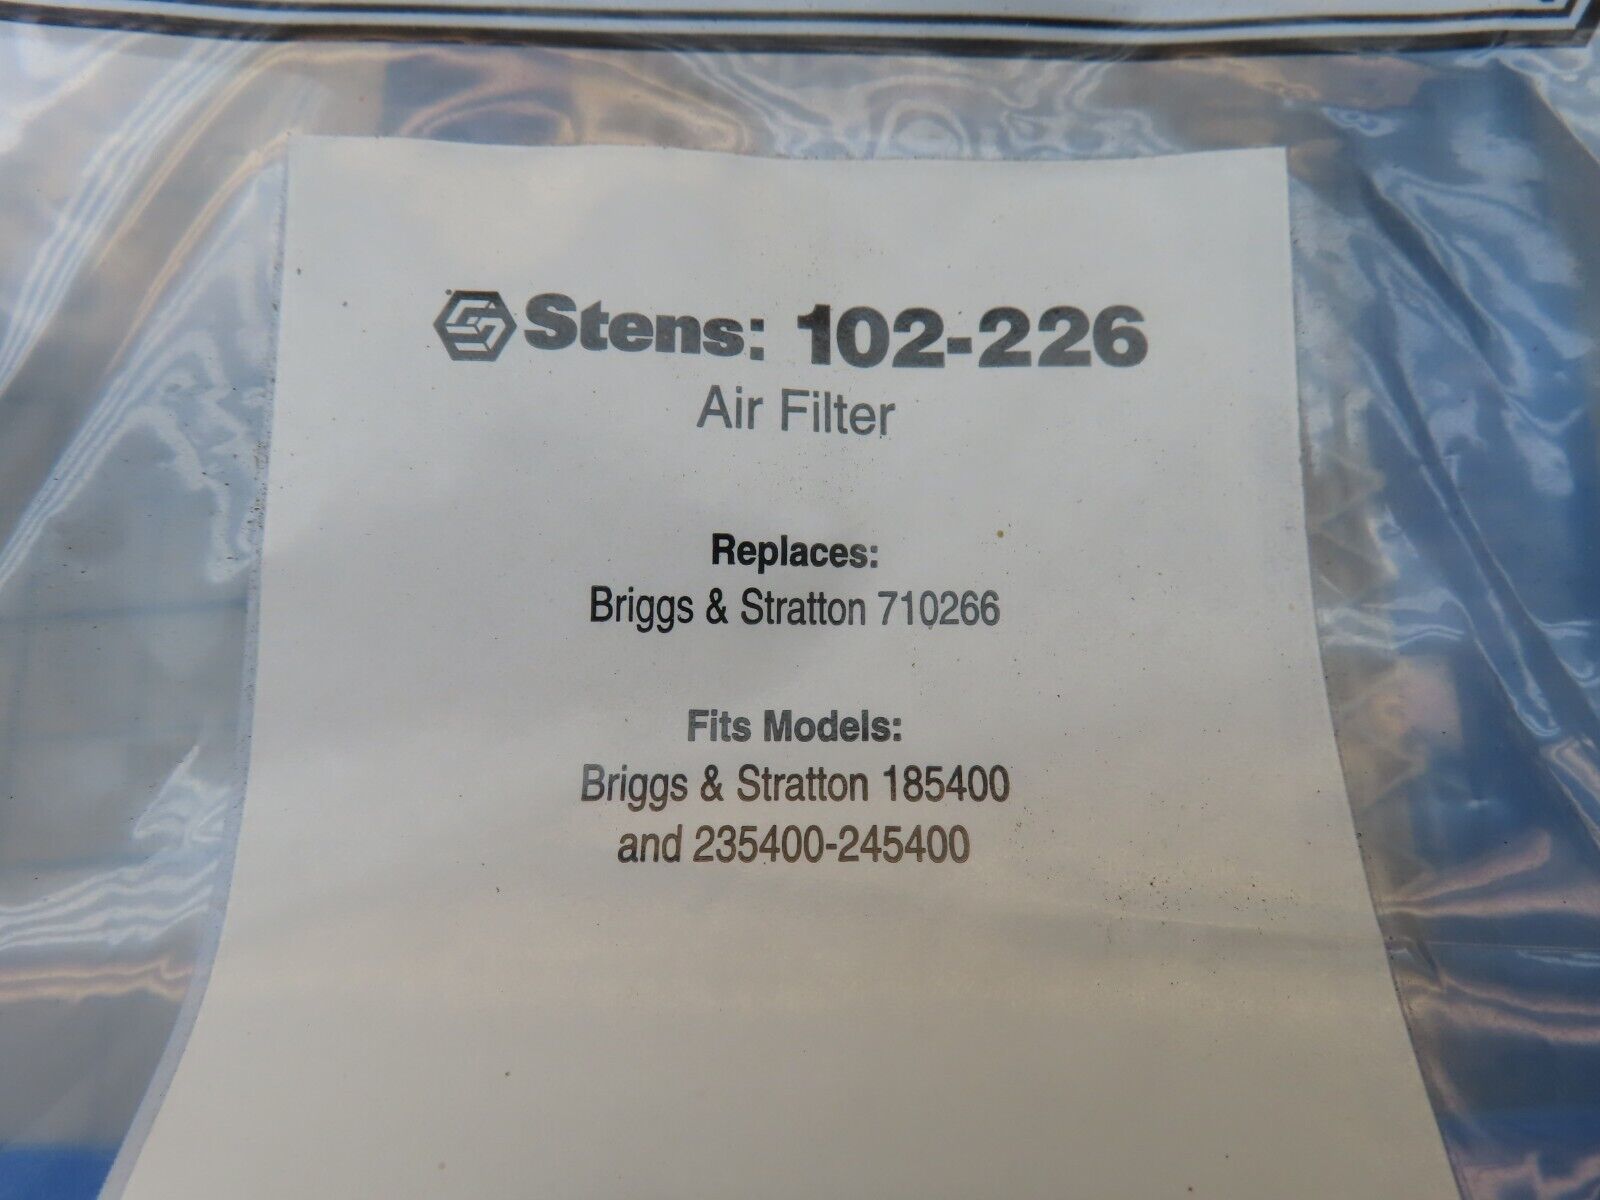 Stens: 102-226
Air Filter
Replaces:
Briggs & Stratton 710266
Fits Models:
Briggs & Stratton 185400
and 235400-245400